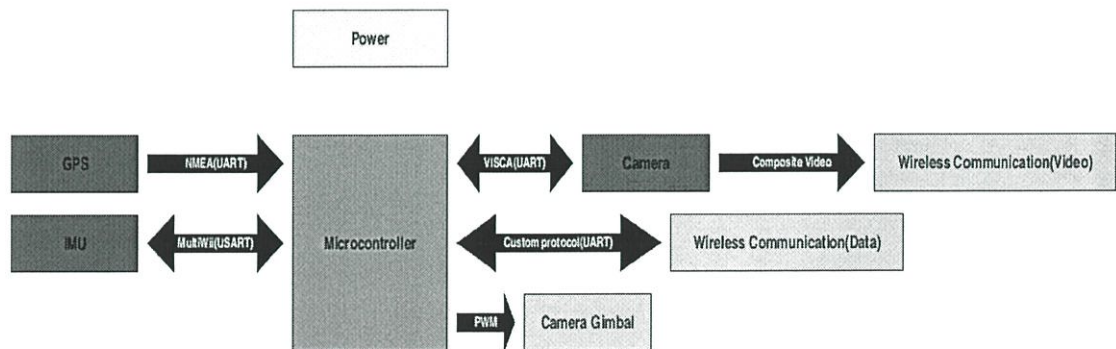 Power
GPS
NMEA(UART)
VISCA(UART)
Camera
Composite Video
Wireless Communication(Video)
IMU
MultiWii(USART)
Microcontroller
Custom protocol(UART)
Wireless Communication(Data)
PWM
Camera Gimbal